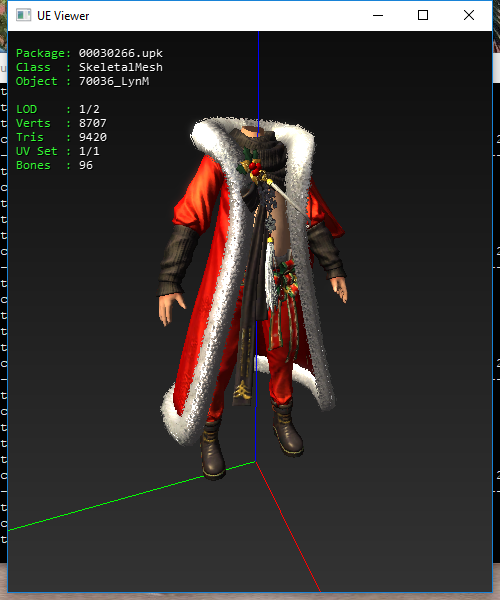 UE Viewer
Package: 00030266.upk
Class : SkeletalMesh
Object : 70036_LynM
LOD : 1/2
Verts : 8707
Tris : 9420
UV Set : 1/1
Bones : 96